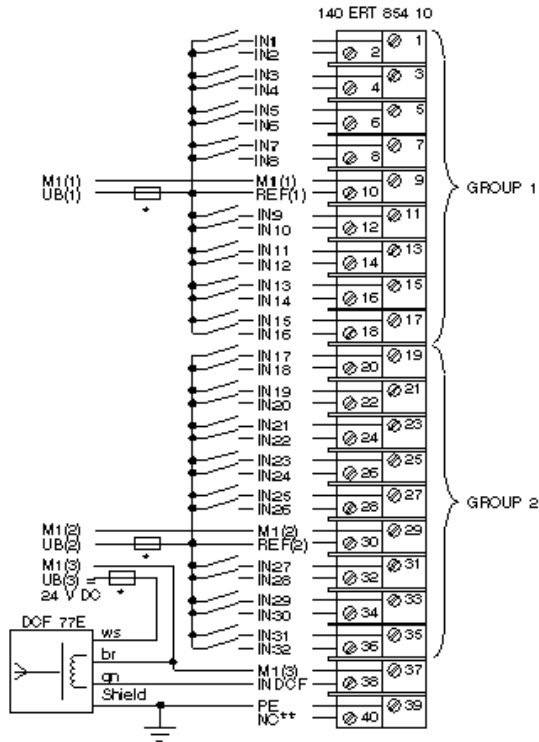 140 ERT 854 10
IN1 1
IN2 2
IN3 3
IN4 4
IN5 5
IN6 6
IN7 7
IN8 8
M1(1) M1(1) 9
UB(1) REF(1) 10
*
GROUP 1
IN9 11
IN10 12
IN11 13
IN12 14
IN13 15
IN14 16
IN15 17
IN16 18
IN17 19
IN18 20
IN19 21
IN20 22
IN21 23
IN22 24
IN23 25
IN24 26
IN25 27
IN26 28
GROUP 2
M1(2) M1(2) 29
UB(2) REF(2) 30
*
M1(3) IN27 31
UB(3) = IN28 32
24 V DC *
IN29 33
IN30 34
DCF 77E
IN31 35
ws IN32 36
br M1(3) 37
gn IN DCF 38
Shield PE 39
NC** 40